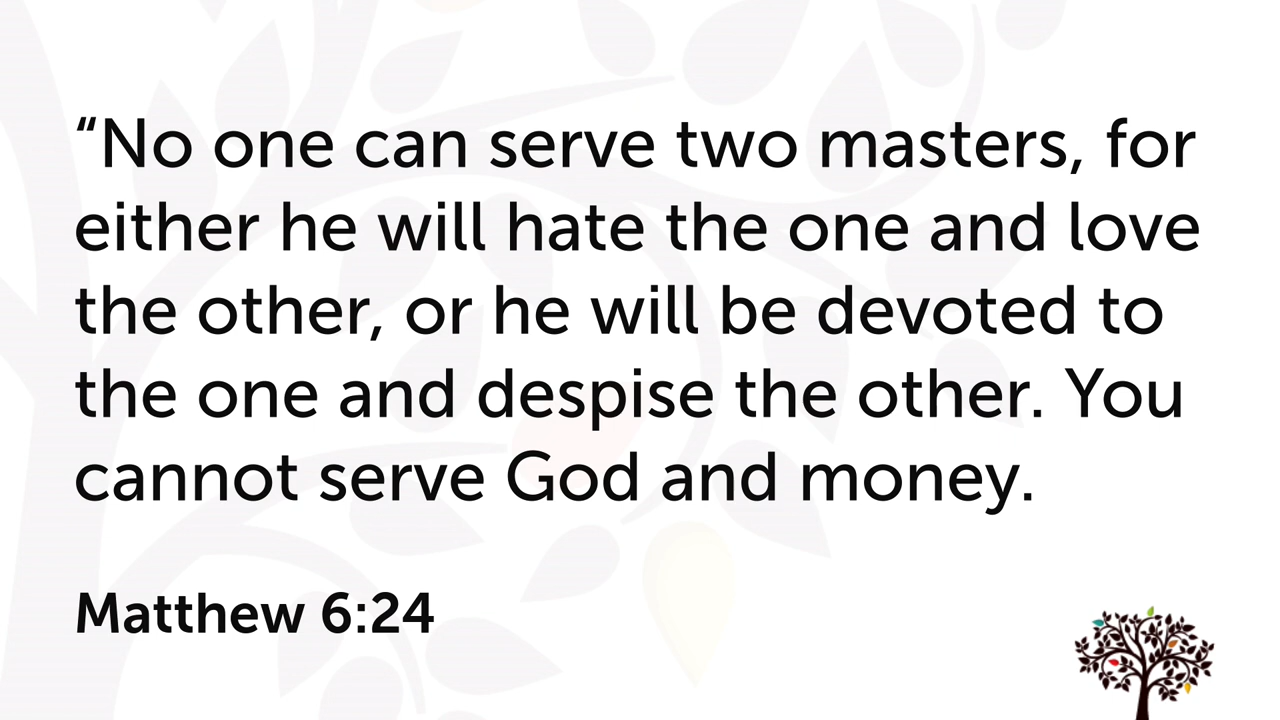 “No one can serve two masters, for
either he will hate the one and love
the other, or he will be devoted to
the one and despise the other. You
cannot serve God and money.
Matthew 6:24